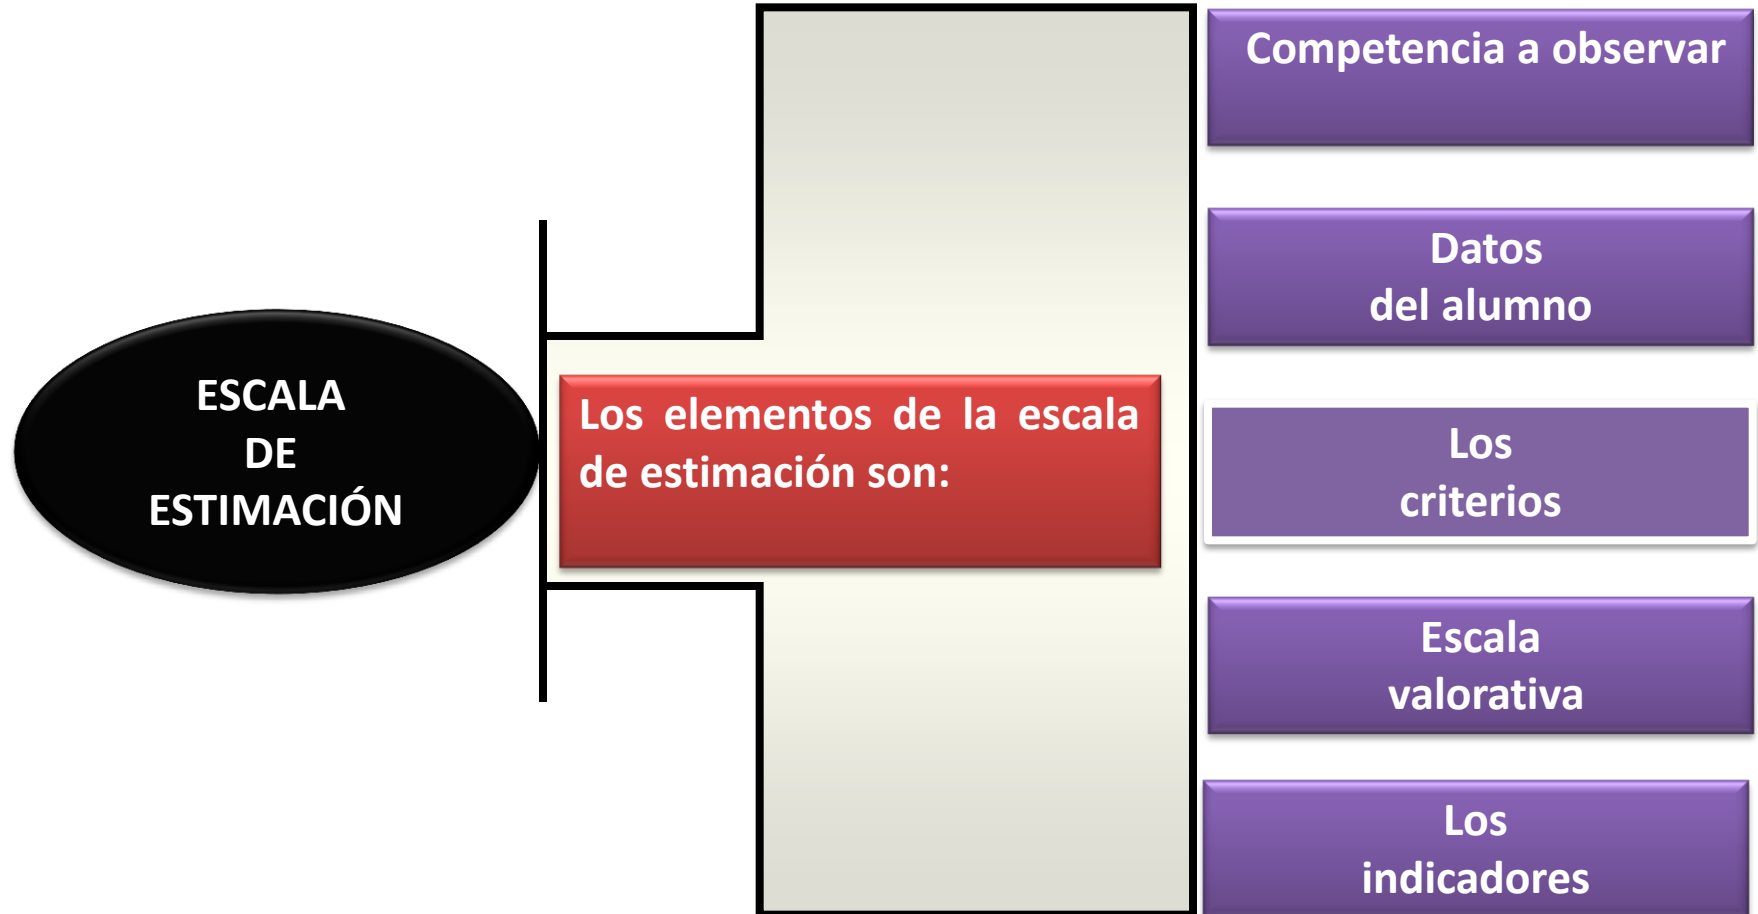 ESCALA
DE
ESTIMACIÓN
Los elementos de la escala
de estimación son:
Competencia a observar
Datos
del alumno
Los
criterios
Escala
valorativa
Los
indicadores